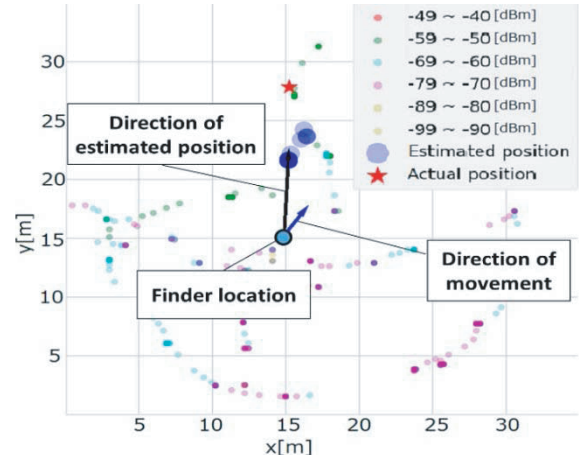 -49 ~ -40 [dBm]
-59 ~ -50 [dBm]
-69 ~ -60 [dBm]
-79 ~ -70 [dBm]
-89 ~ -80 [dBm]
-99 ~ -90 [dBm]
Estimated position
Actual position
Direction of
estimated position
Finder location
Direction of
movement
y[m]
30
25
20
15
10
5
5
10
15
20
25
30
x[m]